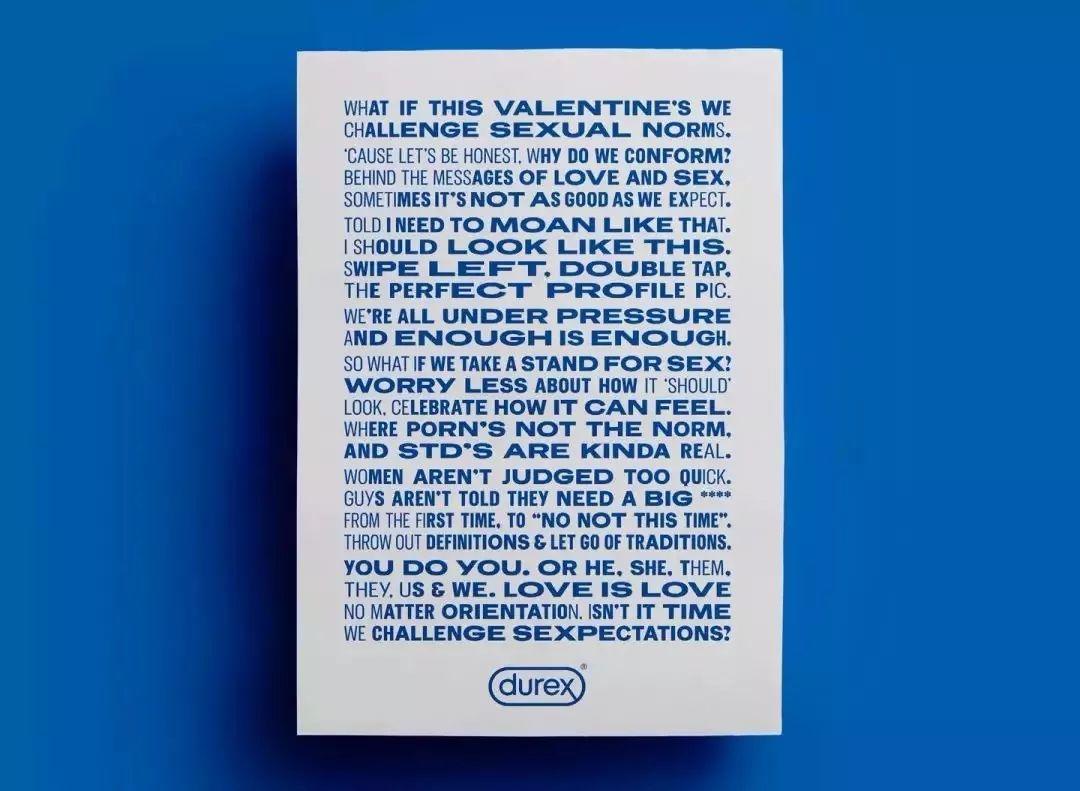 WHAT IF THIS VALENTINE'S WE
CHALLENGE SEXUAL NORMS.
'CAUSE LET'S BE HONEST, WHY DO WE CONFORM?
BEHIND THE MESSAGES OF LOVE AND SEX,
SOMETIMES IT'S NOT AS GOOD AS WE EXPECT.
TOLD I NEED TO MOAN LIKE THAT.
I SHOULD LOOK LIKE THIS.
SWIPE LEFT, DOUBLE TAP,
THE PERFECT PROFILE PIC.
WE'RE ALL UNDER PRESSURE
AND ENOUGH IS ENOUGH.
SO WHAT IF WE TAKE A STAND FOR SEX?
WORRY LESS ABOUT HOW IT 'SHOULD'
LOOK, CELEBRATE HOW IT CAN FEEL.
WHERE PORN'S NOT THE NORM,
AND STD'S ARE KINDA REAL.
WOMEN AREN'T JUDGED TOO QUICK.
GUYS AREN'T TOLD THEY NEED A BIG ****
FROM THE FIRST TIME, TO “NO NOT THIS TIME”.
THROW OUT DEFINITIONS & LET GO OF TRADITIONS.
YOU DO YOU. OR HE, SHE, THEM.
THEY, US & WE. LOVE IS LOVE
NO MATTER ORIENTATION. ISN'T IT TIME
WE CHALLENGE SEXPECTATIONS?
durex®